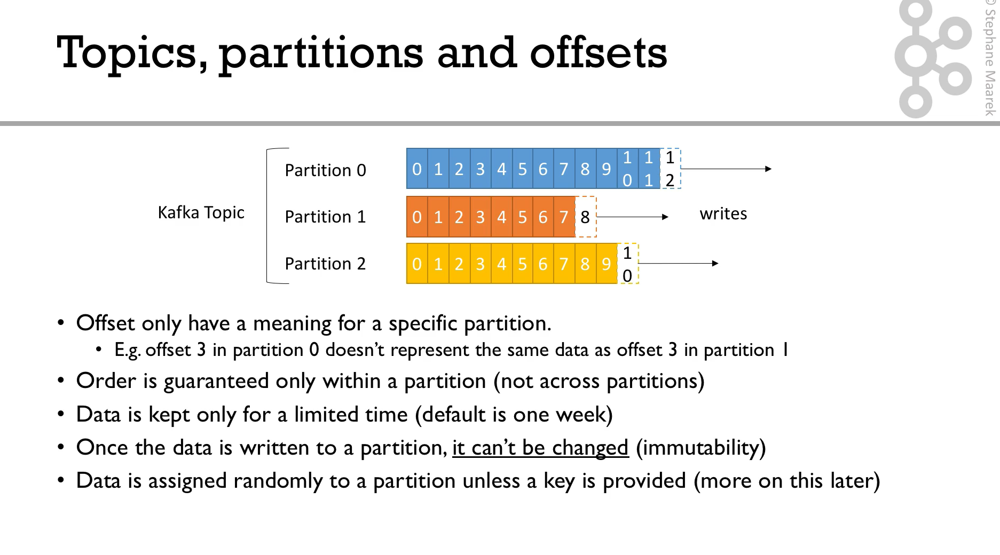 Topics, partitions and offsets
© Stephane Maarek
Kafka Topic
Partition 0
0 1 2 3 4 5 6 7 8 9 10 11 12
Partition 1
0 1 2 3 4 5 6 7 8
writes
Partition 2
0 1 2 3 4 5 6 7 8 9 10
• Offset only have a meaning for a specific partition.
• E.g. offset 3 in partition 0 doesn’t represent the same data as offset 3 in partition 1
• Order is guaranteed only within a partition (not across partitions)
• Data is kept only for a limited time (default is one week)
• Once the data is written to a partition, it can’t be changed (immutability)
• Data is assigned randomly to a partition unless a key is provided (more on this later)